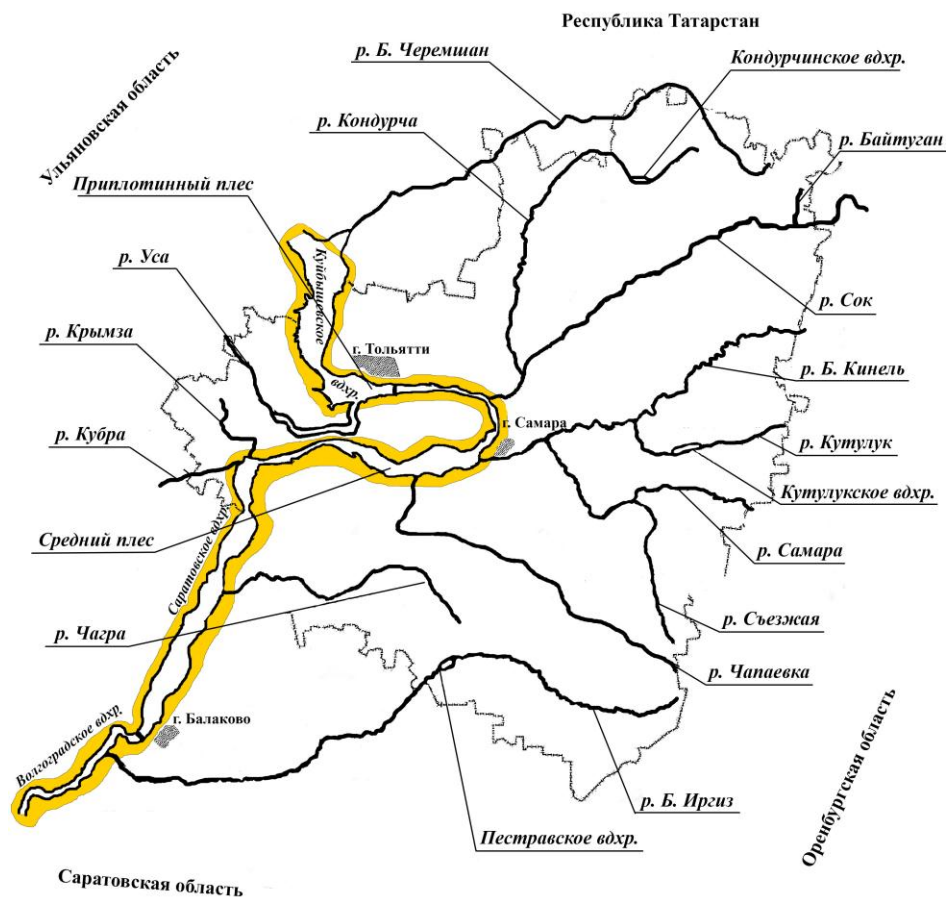 Республика Татарстан
р. Б. Черемшан
Кондурчинское вдхр.
Ульяновская область
р. Кондурча
р. Байтуган
Приплотинный плес
Куйбышевское
вдхр.
р. Уса
р. Сок
р. Крымза
г. Тольятти
р. Б. Кинель
г. Самара
р. Кубра
р. Кутулук
Кутулукское вдхр.
Средний плес
Саратовское вдхр.
р. Самара
р. Съезжая
р. Чагра
р. Чапаевка
г. Балаково
Волгоградское вдхр.
р. Б. Иргиз
Пестравское вдхр.
Оренбургская область
Саратовская область